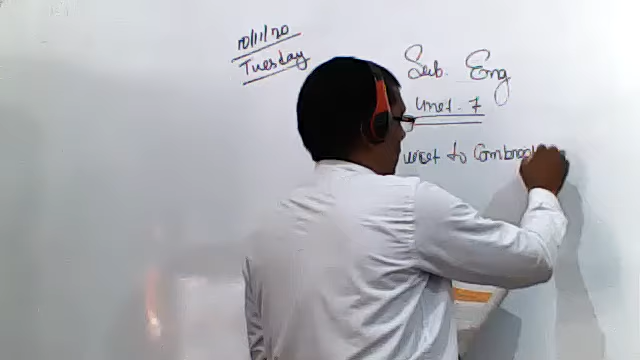 10/11/20
Tuesday
Sub. Eng
Unit - 7
visit to